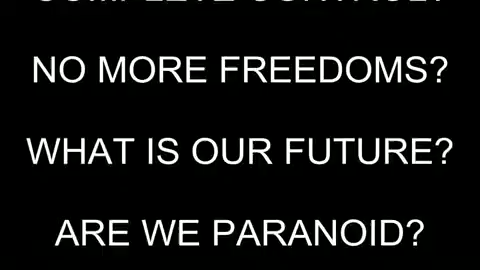 NO MORE FREEDOMS?
WHAT IS OUR FUTURE?
ARE WE PARANOID?